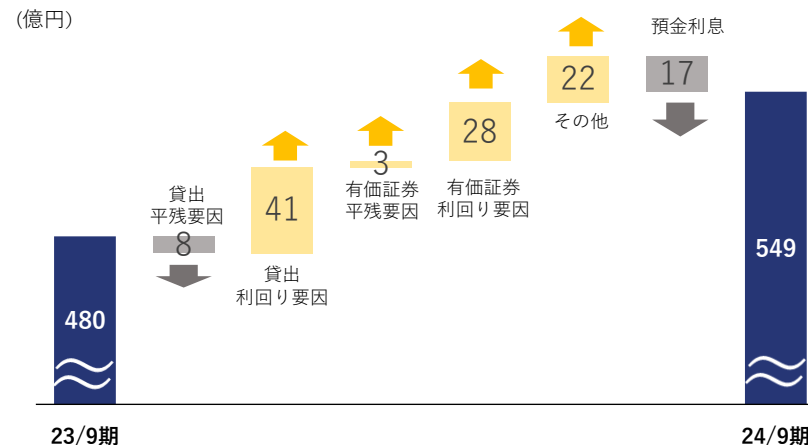 (億円)
預金利息
22
17
その他
28
3
有価証券
平残要因
有価証券
利回り要因
貸出
平残要因
8
41
貸出
利回り要因
480
549
23/9期
24/9期